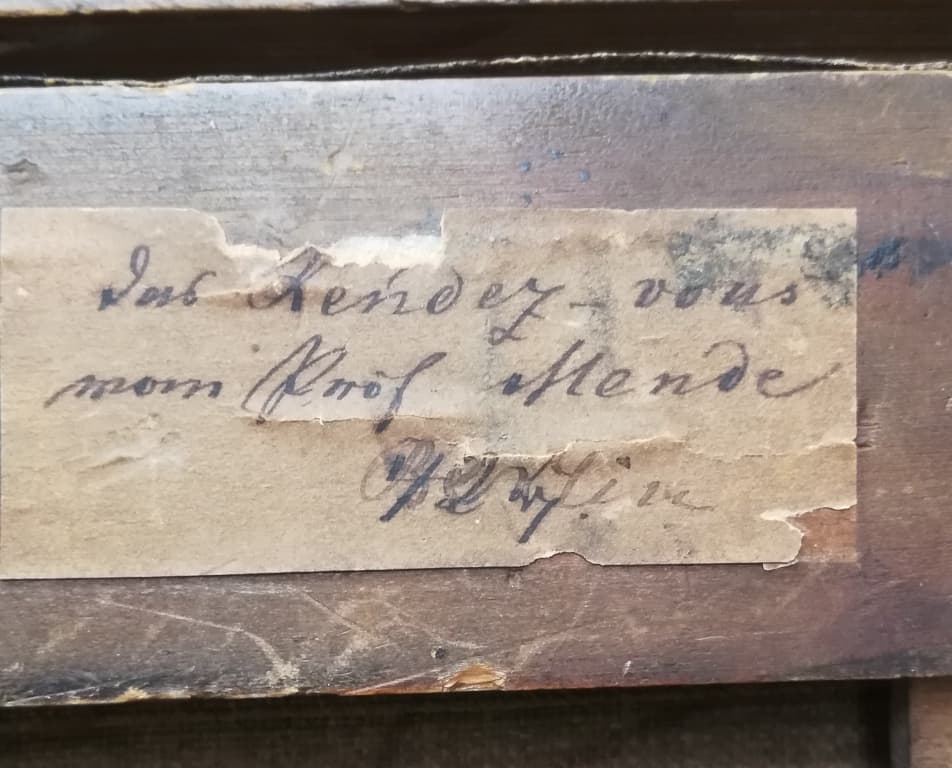 das Rendez-vous
vom Prof Mende